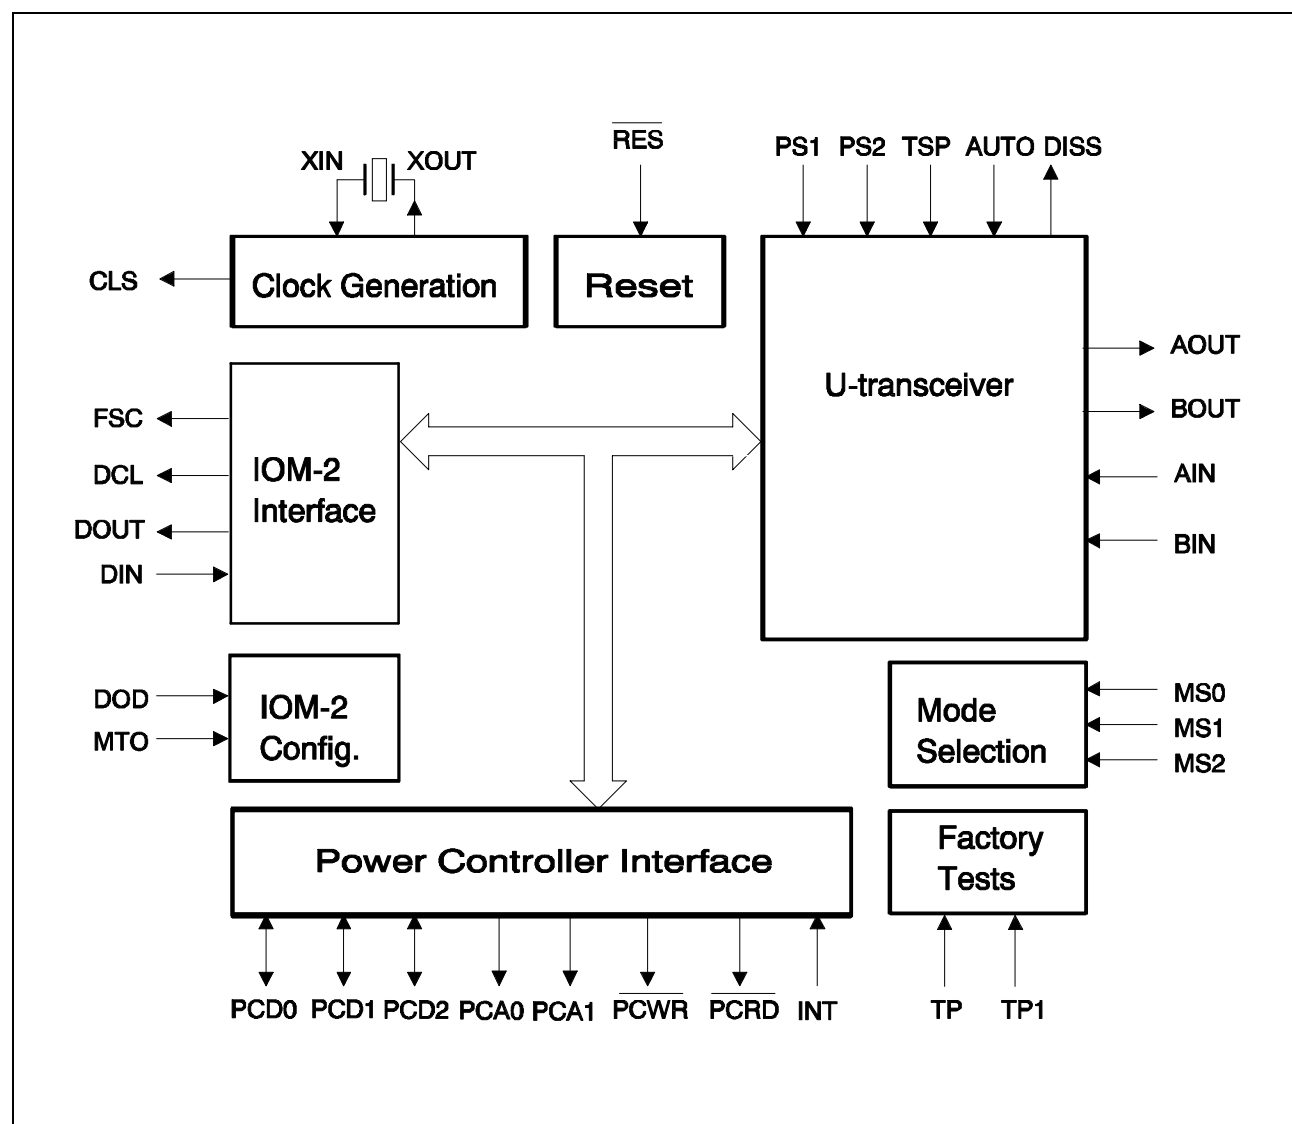 RES
PS1 PS2 TSP AUTO DISS
XIN XOUT
CLS
Clock Generation
Reset
U-transceiver
AOUT
BOUT
AIN
BIN
FSC
DCL
DOUT
DIN
IOM-2
Interface
DOD
MTO
IOM-2
Config.
Mode
Selection
MS0
MS1
MS2
Power Controller Interface
Factory
Tests
PCD0 PCD1 PCD2 PCA0 PCA1 PCWR PCRD INT TP TP1